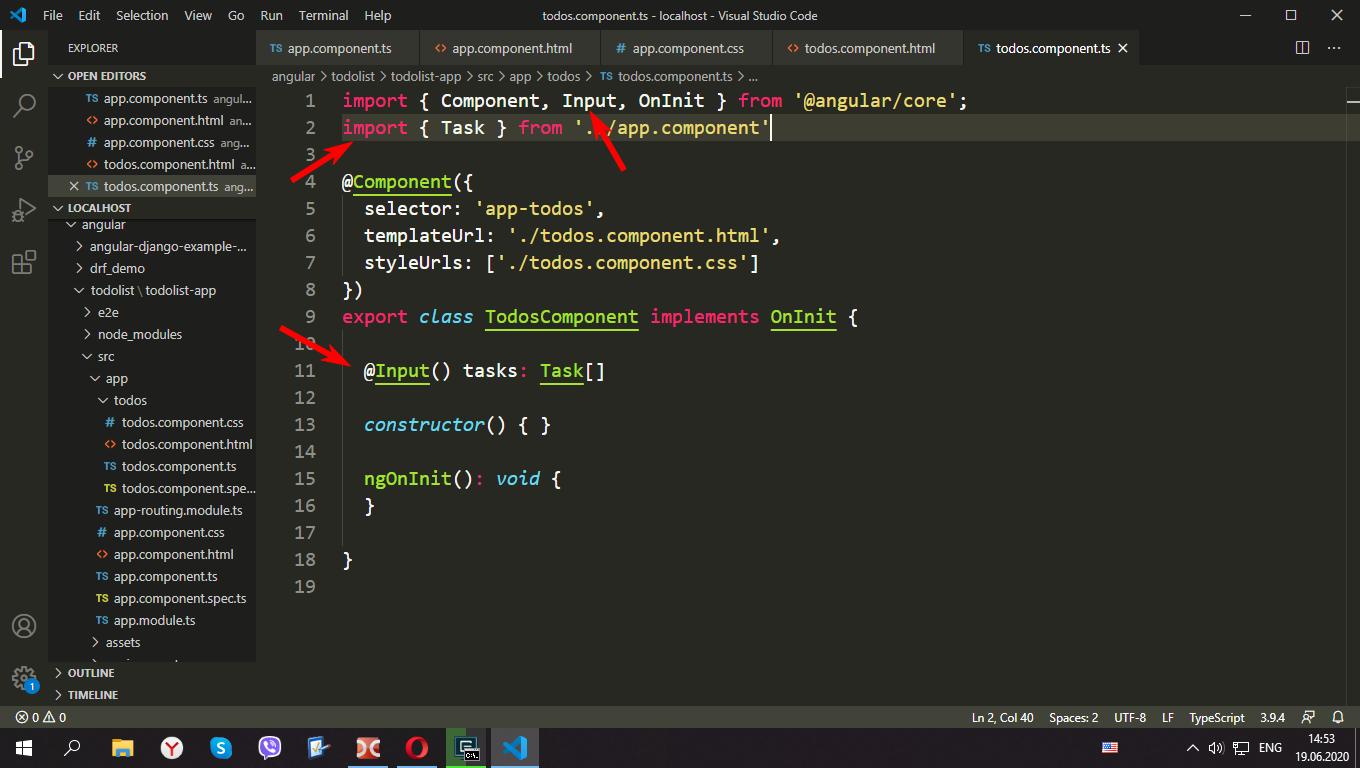 File Edit Selection View Go Run Terminal Help todos.component.ts - localhost - Visual Studio Code
EXPLORER
OPEN EDITORS
TS app.component.ts angul...
<> app.component.html an...
# app.component.css ang...
<> todos.component.html a...
TS todos.component.ts ang...
LOCALHOST
angular
angular-django-example-...
drf_demo
todolist \ todolist-app
e2e
node_modules
src
app
todos
# todos.component.css
<> todos.component.html
TS todos.component.ts
TS todos.component.spe...
TS app-routing.module.ts
# app.component.css
<> app.component.html
TS app.component.ts
TS app.component.spec.ts
TS app.module.ts
assets
OUTLINE
TIMELINE
TS app.component.ts <> app.component.html # app.component.css <> todos.component.html TS todos.component.ts
angular > todolist > todolist-app > src > app > todos > TS todos.component.ts > ...
1 import { Component, Input, OnInit } from '@angular/core';
2 import { Task } from '../app.component'
3
4 @Component({
5 selector: 'app-todos',
6 templateUrl: './todos.component.html',
7 styleUrls: ['./todos.component.css']
8 })
9 export class TodosComponent implements OnInit {
10
11 @Input() tasks: Task[]
12
13 constructor() { }
14
15 ngOnInit(): void {
16 }
17
18 }
19
1
0 0 Ln 2, Col 40 Spaces: 2 UTF-8 LF TypeScript 3.9.4
ENG
14:53
19.06.2020